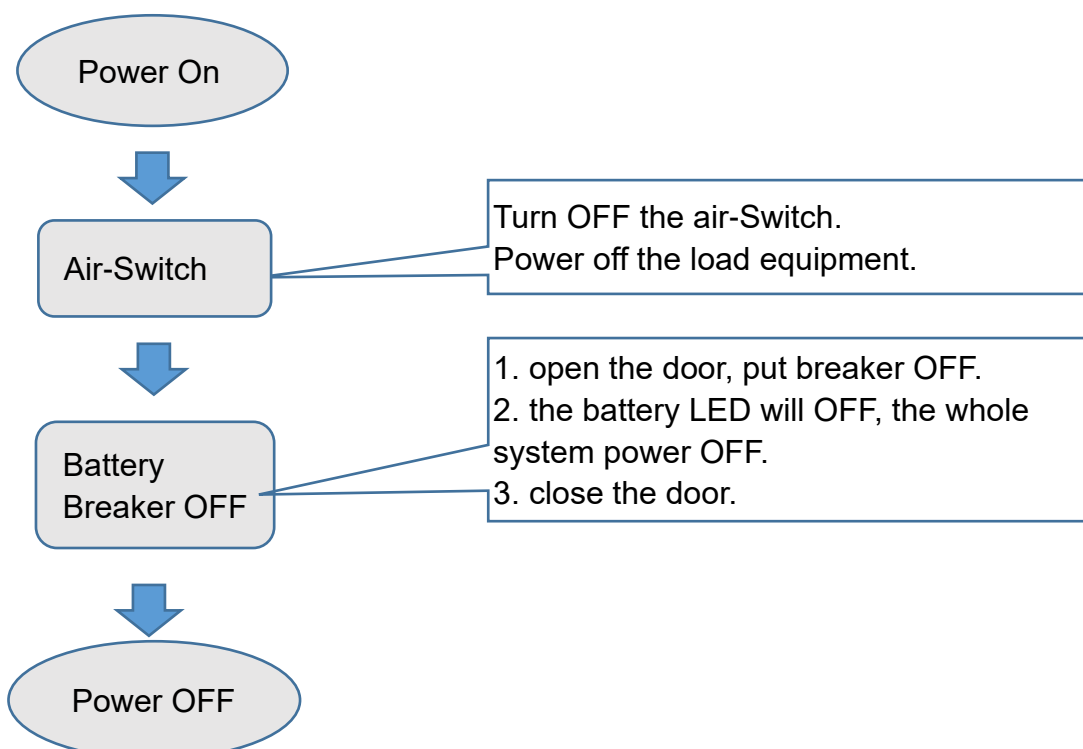 Power On
Turn OFF the air-Switch.
Power off the load equipment.
Air-Switch
1. open the door, put breaker OFF.
2. the battery LED will OFF, the whole
system power OFF.
3. close the door.
Battery
Breaker OFF
Power OFF